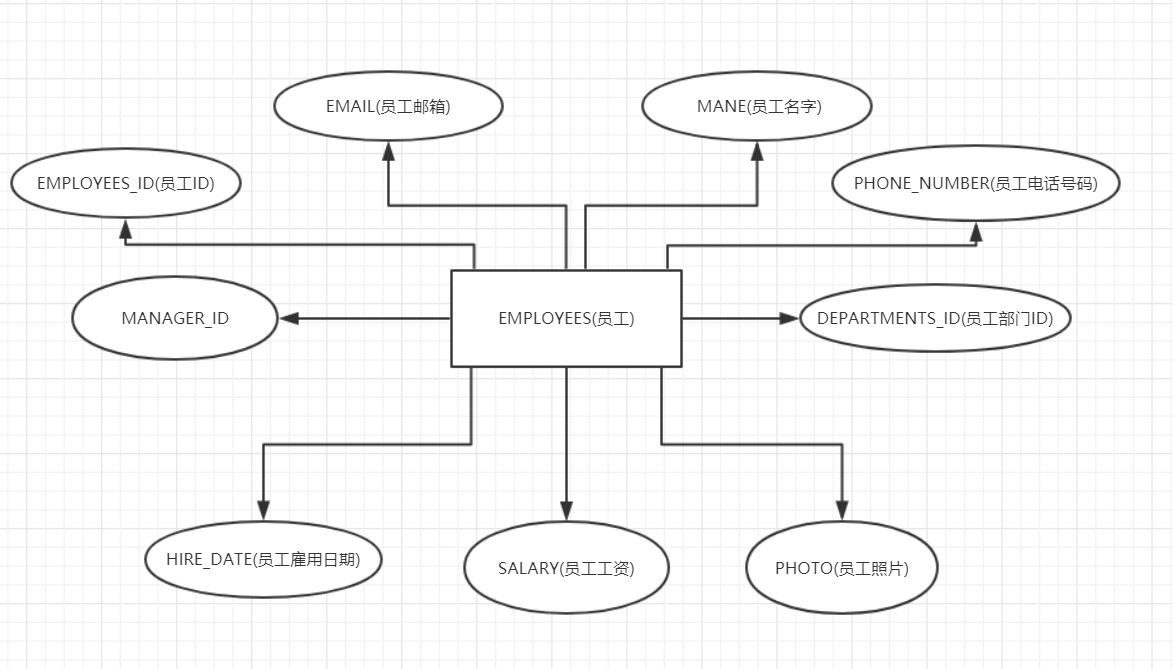 EMAIL(员工邮箱)
MANE(员工名字)
EMPLOYEES_ID(员工ID)
PHONE_NUMBER(员工电话号码)
MANAGER_ID
EMPLOYEES(员工)
DEPARTMENTS_ID(员工部门ID)
HIRE_DATE(员工雇用日期)
SALARY(员工工资)
PHOTO(员工照片)